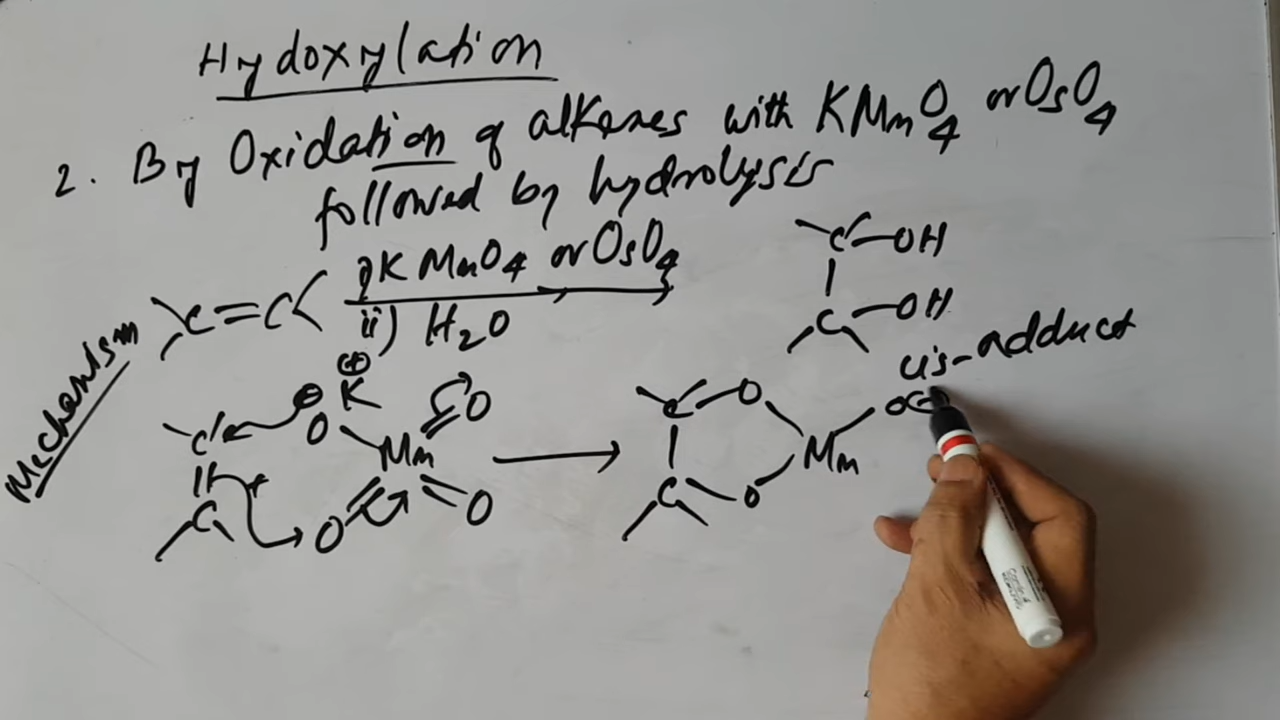 Hydoxylation
2. By Oxidation of alkenes with KMnO4 or OsO4
followed by hydrolysis
C=C i) KMnO4 or OsO4
ii) H2O
C-OH
C-OH
cis-adduct
Mechanism
C ⊖ O K ⊕ Mn O
C O O
C O Mn O⊖
C O